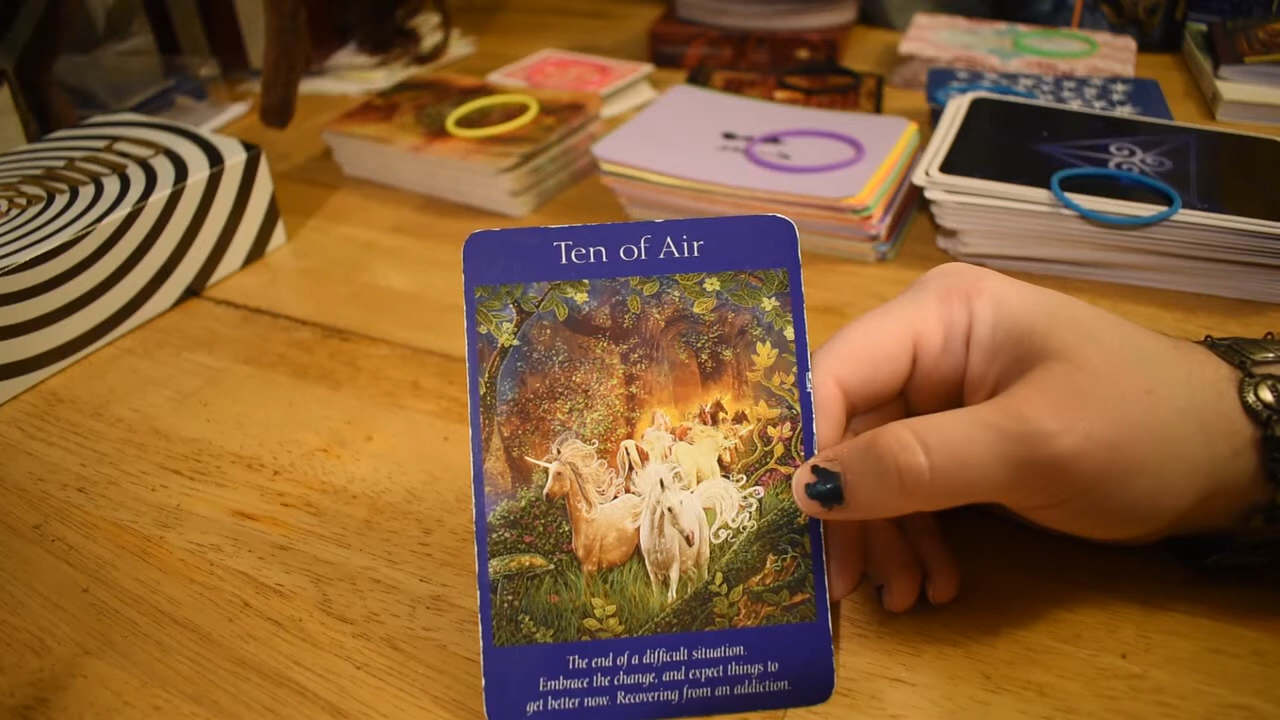 Ten of Air
The end of a difficult situation.
Embrace the change, and expect things to
get better now. Recovering from an addiction.